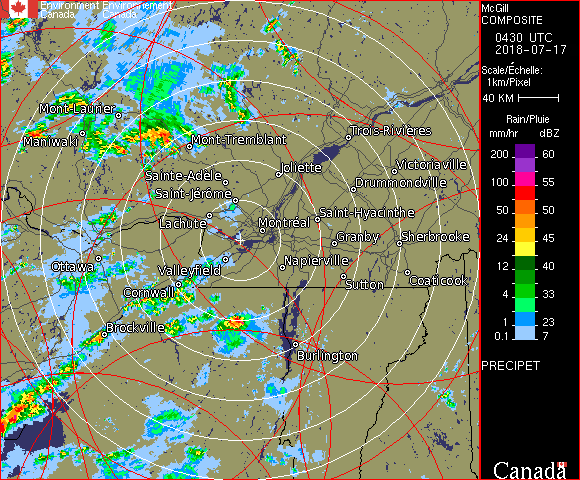 Environment Environnement
Canada Canada
McGill
COMPOSITE
0430 UTC
2018-07-17
Scale/Échelle:
1km/Pixel
40 KM
Rain/Pluie
mm/hr dBZ
200 60
100 55
50 50
24 45
12 40
4 33
1 30
0.1 23
7
PRECIPET
Canada
Mont-Laurier
Maniwaki
Mont-Tremblant
Trois-Rivières
Sainte-Adèle
Joliette
Victoriaville
Drummondville
Saint-Jérôme
Lachute
Montréal
Saint-Hyacinthe
Granby
Sherbrooke
Ottawa
Valleyfield
Napierville
Cornwall
Sutton
Coaticook
Brockville
Burlington